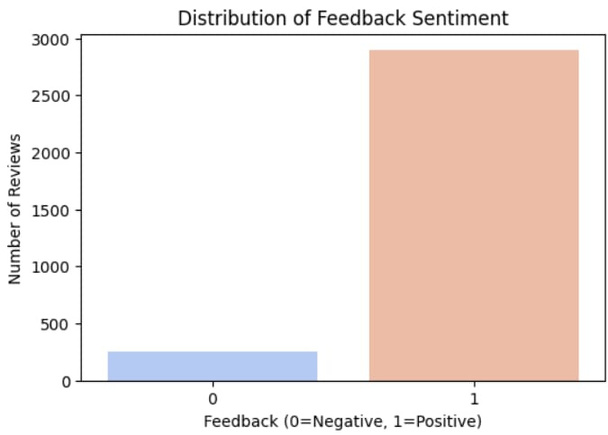 Distribution of Feedback Sentiment
3000
2500
2000
1500
1000
500
0
Number of Reviews
0 1
Feedback (0=Negative, 1=Positive)